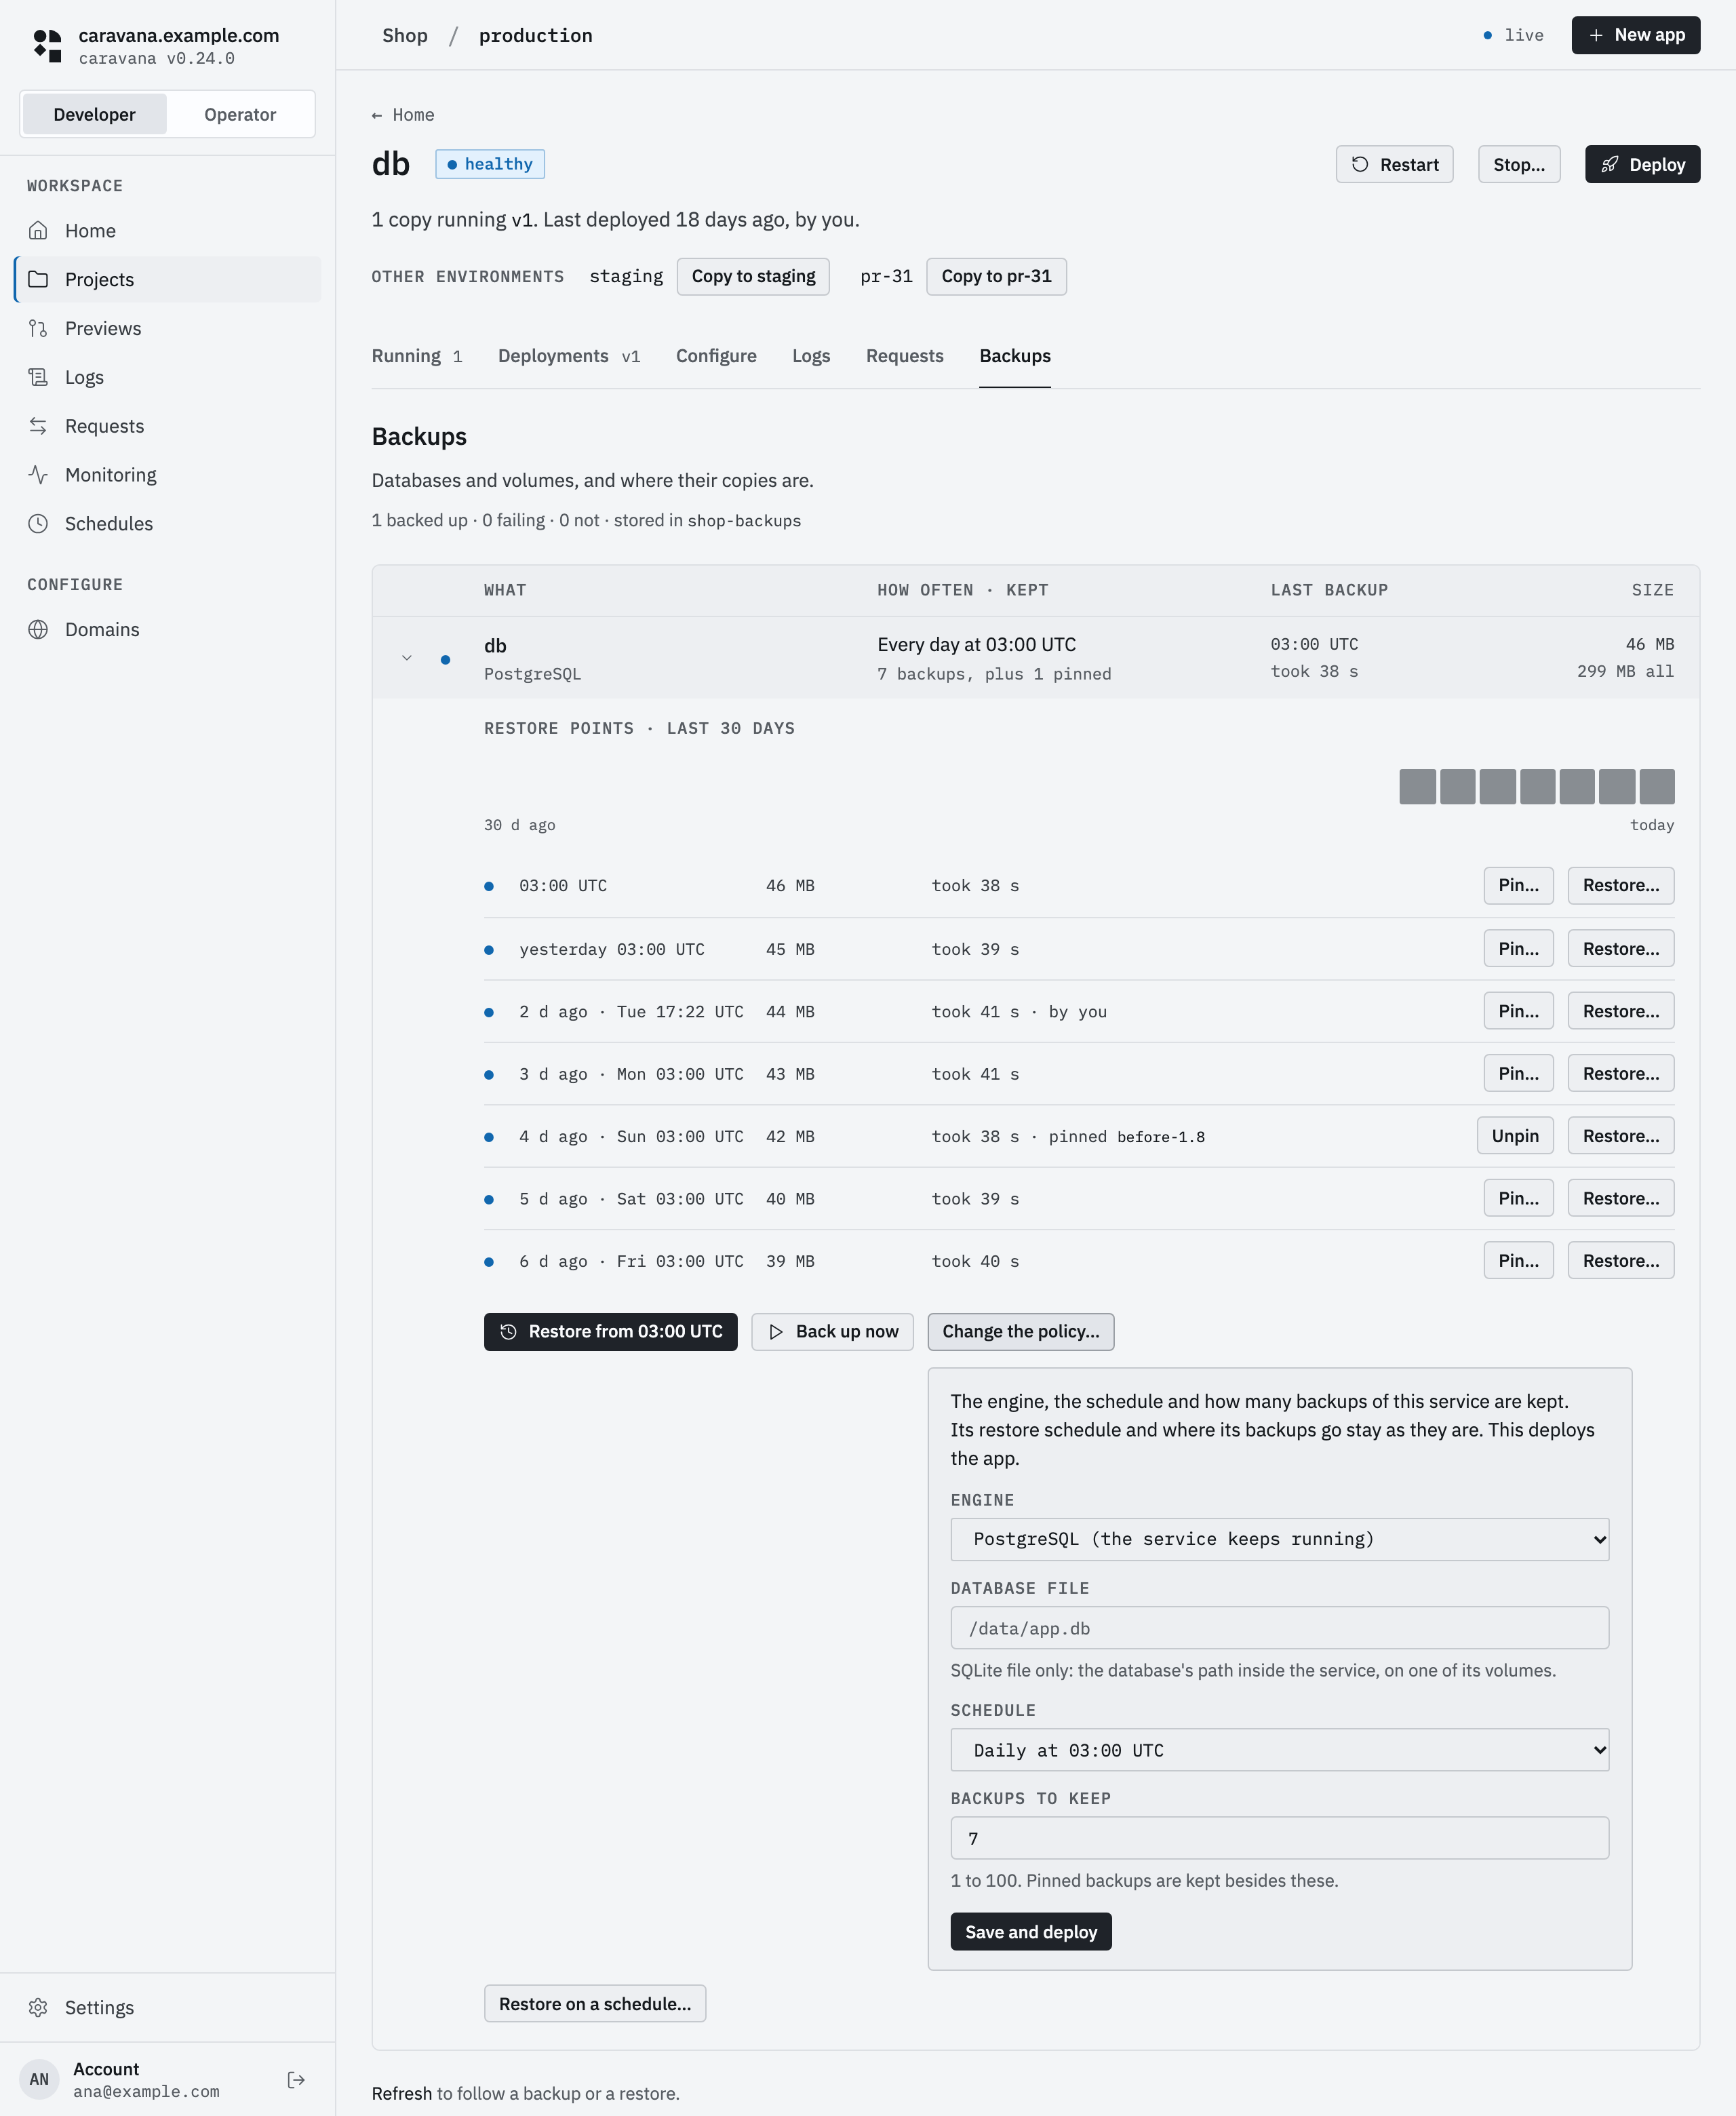 caravana.example.com
caravana v0.24.0
Developer
Operator
WORKSPACE
Home
Projects
Previews
Logs
Requests
Monitoring
Schedules
CONFIGURE
Domains
Settings
AN
Account
ana@example.com
Shop / production
live
+ New app
← Home
db
healthy
Restart
Stop...
Deploy
1 copy running v1. Last deployed 18 days ago, by you.
OTHER ENVIRONMENTS staging Copy to staging pr-31 Copy to pr-31
Running 1 Deployments v1 Configure Logs Requests Backups
Backups
Databases and volumes, and where their copies are.
1 backed up · 0 failing · 0 not · stored in shop-backups
WHAT HOW OFTEN · KEPT LAST BACKUP SIZE
db Every day at 03:00 UTC 03:00 UTC 46 MB
PostgreSQL 7 backups, plus 1 pinned took 38 s 299 MB all
RESTORE POINTS · LAST 30 DAYS
30 d ago today
03:00 UTC 46 MB took 38 s Pin... Restore...
yesterday 03:00 UTC 45 MB took 39 s Pin... Restore...
2 d ago · Tue 17:22 UTC 44 MB took 41 s · by you Pin... Restore...
3 d ago · Mon 03:00 UTC 43 MB took 41 s Pin... Restore...
4 d ago · Sun 03:00 UTC 42 MB took 38 s · pinned before-1.8 Unpin Restore...
5 d ago · Sat 03:00 UTC 40 MB took 39 s Pin... Restore...
6 d ago · Fri 03:00 UTC 39 MB took 40 s Pin... Restore...
Restore from 03:00 UTC Back up now Change the policy...
The engine, the schedule and how many backups of this service are kept.
Its restore schedule and where its backups go stay as they are. This deploys
the app.
ENGINE
PostgreSQL (the service keeps running)
DATABASE FILE
/data/app.db
SQLite file only: the database's path inside the service, on one of its volumes.
SCHEDULE
Daily at 03:00 UTC
BACKUPS TO KEEP
7
1 to 100. Pinned backups are kept besides these.
Save and deploy
Restore on a schedule...
Refresh to follow a backup or a restore.